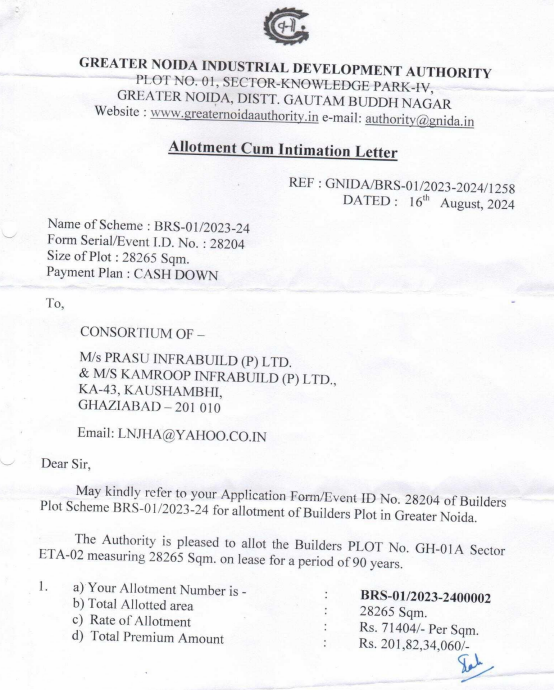 GREATER NOIDA INDUSTRIAL DEVELOPMENT AUTHORITY
PLOT NO. 01, SECTOR-KNOWLEDGE PARK-IV,
GREATER NOIDA, DISTT. GAUTAM BUDDH NAGAR
Website : www.greaternoidaauthority.in e-mail: authority@gnida.in
Allotment Cum Intimation Letter
REF : GNIDA/BRS-01/2023-2024/1258
DATED : 16th August, 2024
Name of Scheme : BRS-01/2023-24
Form Serial/Event I.D. No. : 28204
Size of Plot : 28265 Sqm.
Payment Plan : CASH DOWN
To,
CONSORTIUM OF –
M/s PRASU INFRABUILD (P) LTD.
& M/S KAMROOP INFRABUILD (P) LTD.,
KA-43, KAUSHAMBHI,
GHAZIABAD – 201 010
Email: LNJHA@YAHOO.CO.IN
Dear Sir,
May kindly refer to your Application Form/Event ID No. 28204 of Builders
Plot Scheme BRS-01/2023-24 for allotment of Builders Plot in Greater Noida.
The Authority is pleased to allot the Builders PLOT No. GH-01A Sector
ETA-02 measuring 28265 Sqm. on lease for a period of 90 years.
1. a) Your Allotment Number is - : BRS-01/2023-2400002
b) Total Allotted area : 28265 Sqm.
c) Rate of Allotment : Rs. 71404/- Per Sqm.
d) Total Premium Amount : Rs. 201,82,34,060/-